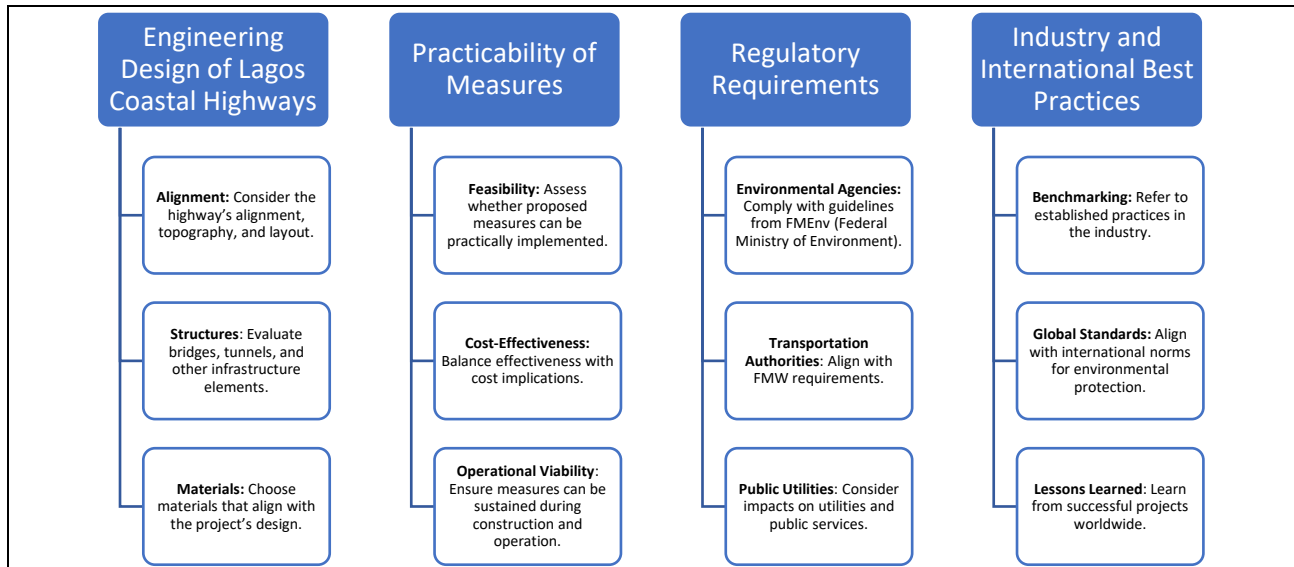 Engineering
Design of Lagos
Coastal Highways
Alignment: Consider the
highway's alignment,
topography, and layout.
Structures: Evaluate
bridges, tunnels, and
other infrastructure
elements.
Materials: Choose
materials that align with
the project's design.
Practicability of
Measures
Feasibility: Assess
whether proposed
measures can be
practically implemented.
Cost-Effectiveness:
Balance effectiveness with
cost implications.
Operational Viability:
Ensure measures can be
sustained during
construction and
operation.
Regulatory
Requirements
Environmental Agencies:
Comply with guidelines
from FMEnv (Federal
Ministry of Environment).
Transportation
Authorities: Align with
FMW requirements.
Public Utilities: Consider
impacts on utilities and
public services.
Industry and
International Best
Practices
Benchmarking: Refer to
established practices in
the industry.
Global Standards: Align
with international norms
for environmental
protection.
Lessons Learned: Learn
from successful projects
worldwide.